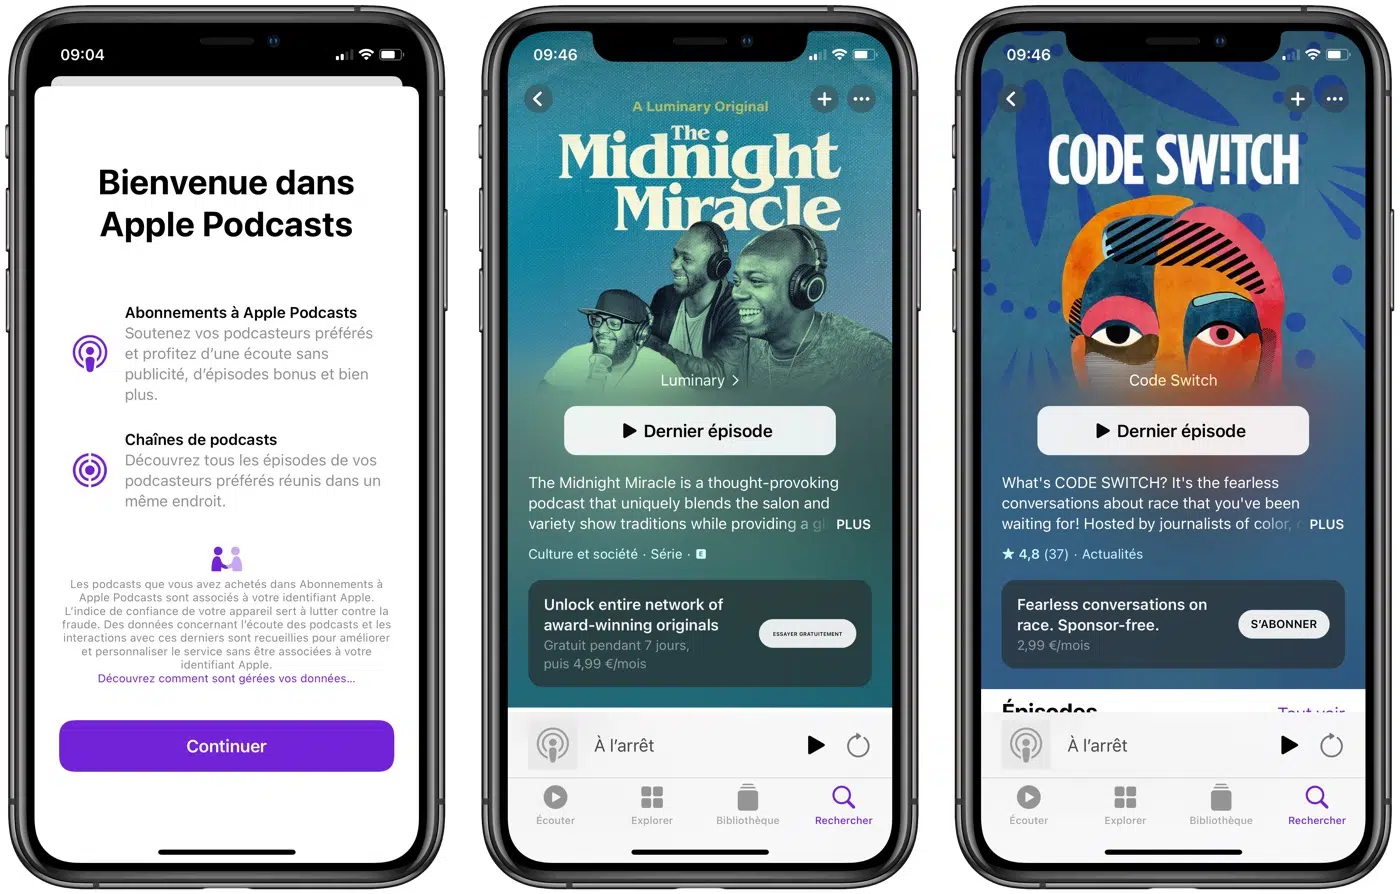 09:04
Bienvenue dans
Apple Podcasts
Abonnements à Apple Podcasts
Soutenez vos podcasteurs préférés
et profitez d'une écoute sans
publicité, d'épisodes bonus et bien
plus.
Chaînes de podcasts
Découvrez tous les épisodes de vos
podcasteurs préférés réunis dans un
même endroit.
Les podcasts que vous avez achetés dans Abonnements à
Apple Podcasts sont associés à votre identifiant Apple.
L'indice de confiance de votre appareil sert à lutter contre la
fraude. Des données concernant l'écoute des podcasts et les
interactions avec ces derniers sont recueillies pour améliorer
et personnaliser le service sans être associées à votre
identifiant Apple.
Découvrez comment sont gérées vos données...
Continuer
09:46
A Luminary Original
The
Midnight
Miracle
Luminary >
Dernier épisode
The Midnight Miracle is a thought-provoking
podcast that uniquely blends the salon and
variety show traditions while providing a PLUS
Culture et société · Série · E
Unlock entire network of
award-winning originals
Gratuit pendant 7 jours,
puis 4,99 €/mois
ESSAYER GRATUITEMENT
À l'arrêt
Écouter
Explorer
Bibliothèque
Rechercher
09:46
CODE SW!TCH
Code Switch
Dernier épisode
What's CODE SWITCH? It's the fearless
conversations about race that you've been
waiting for! Hosted by journalists of color, PLUS
★ 4,8 (37) · Actualités
Fearless conversations on
race. Sponsor-free.
2,99 €/mois
S'ABONNER
Épisodes
Tout voir
À l'arrêt
Écouter
Explorer
Bibliothèque
Rechercher